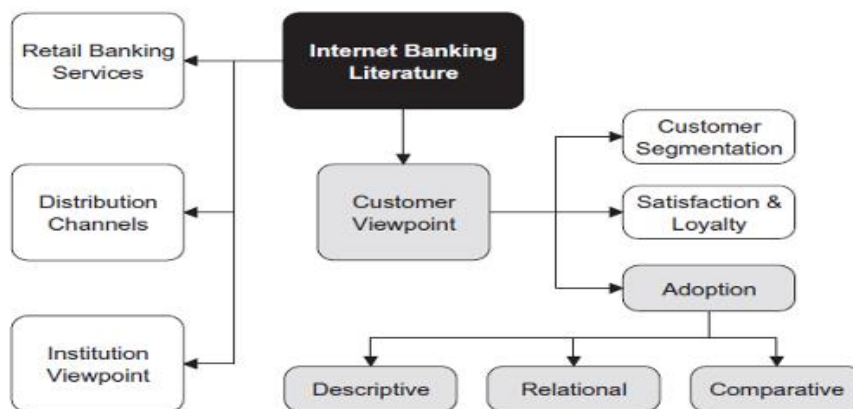 Retail Banking
Services
Internet Banking
Literature
Customer
Segmentation
Distribution
Channels
Customer
Viewpoint
Satisfaction &
Loyalty
Adoption
Institution
Viewpoint
Descriptive
Relational
Comparative